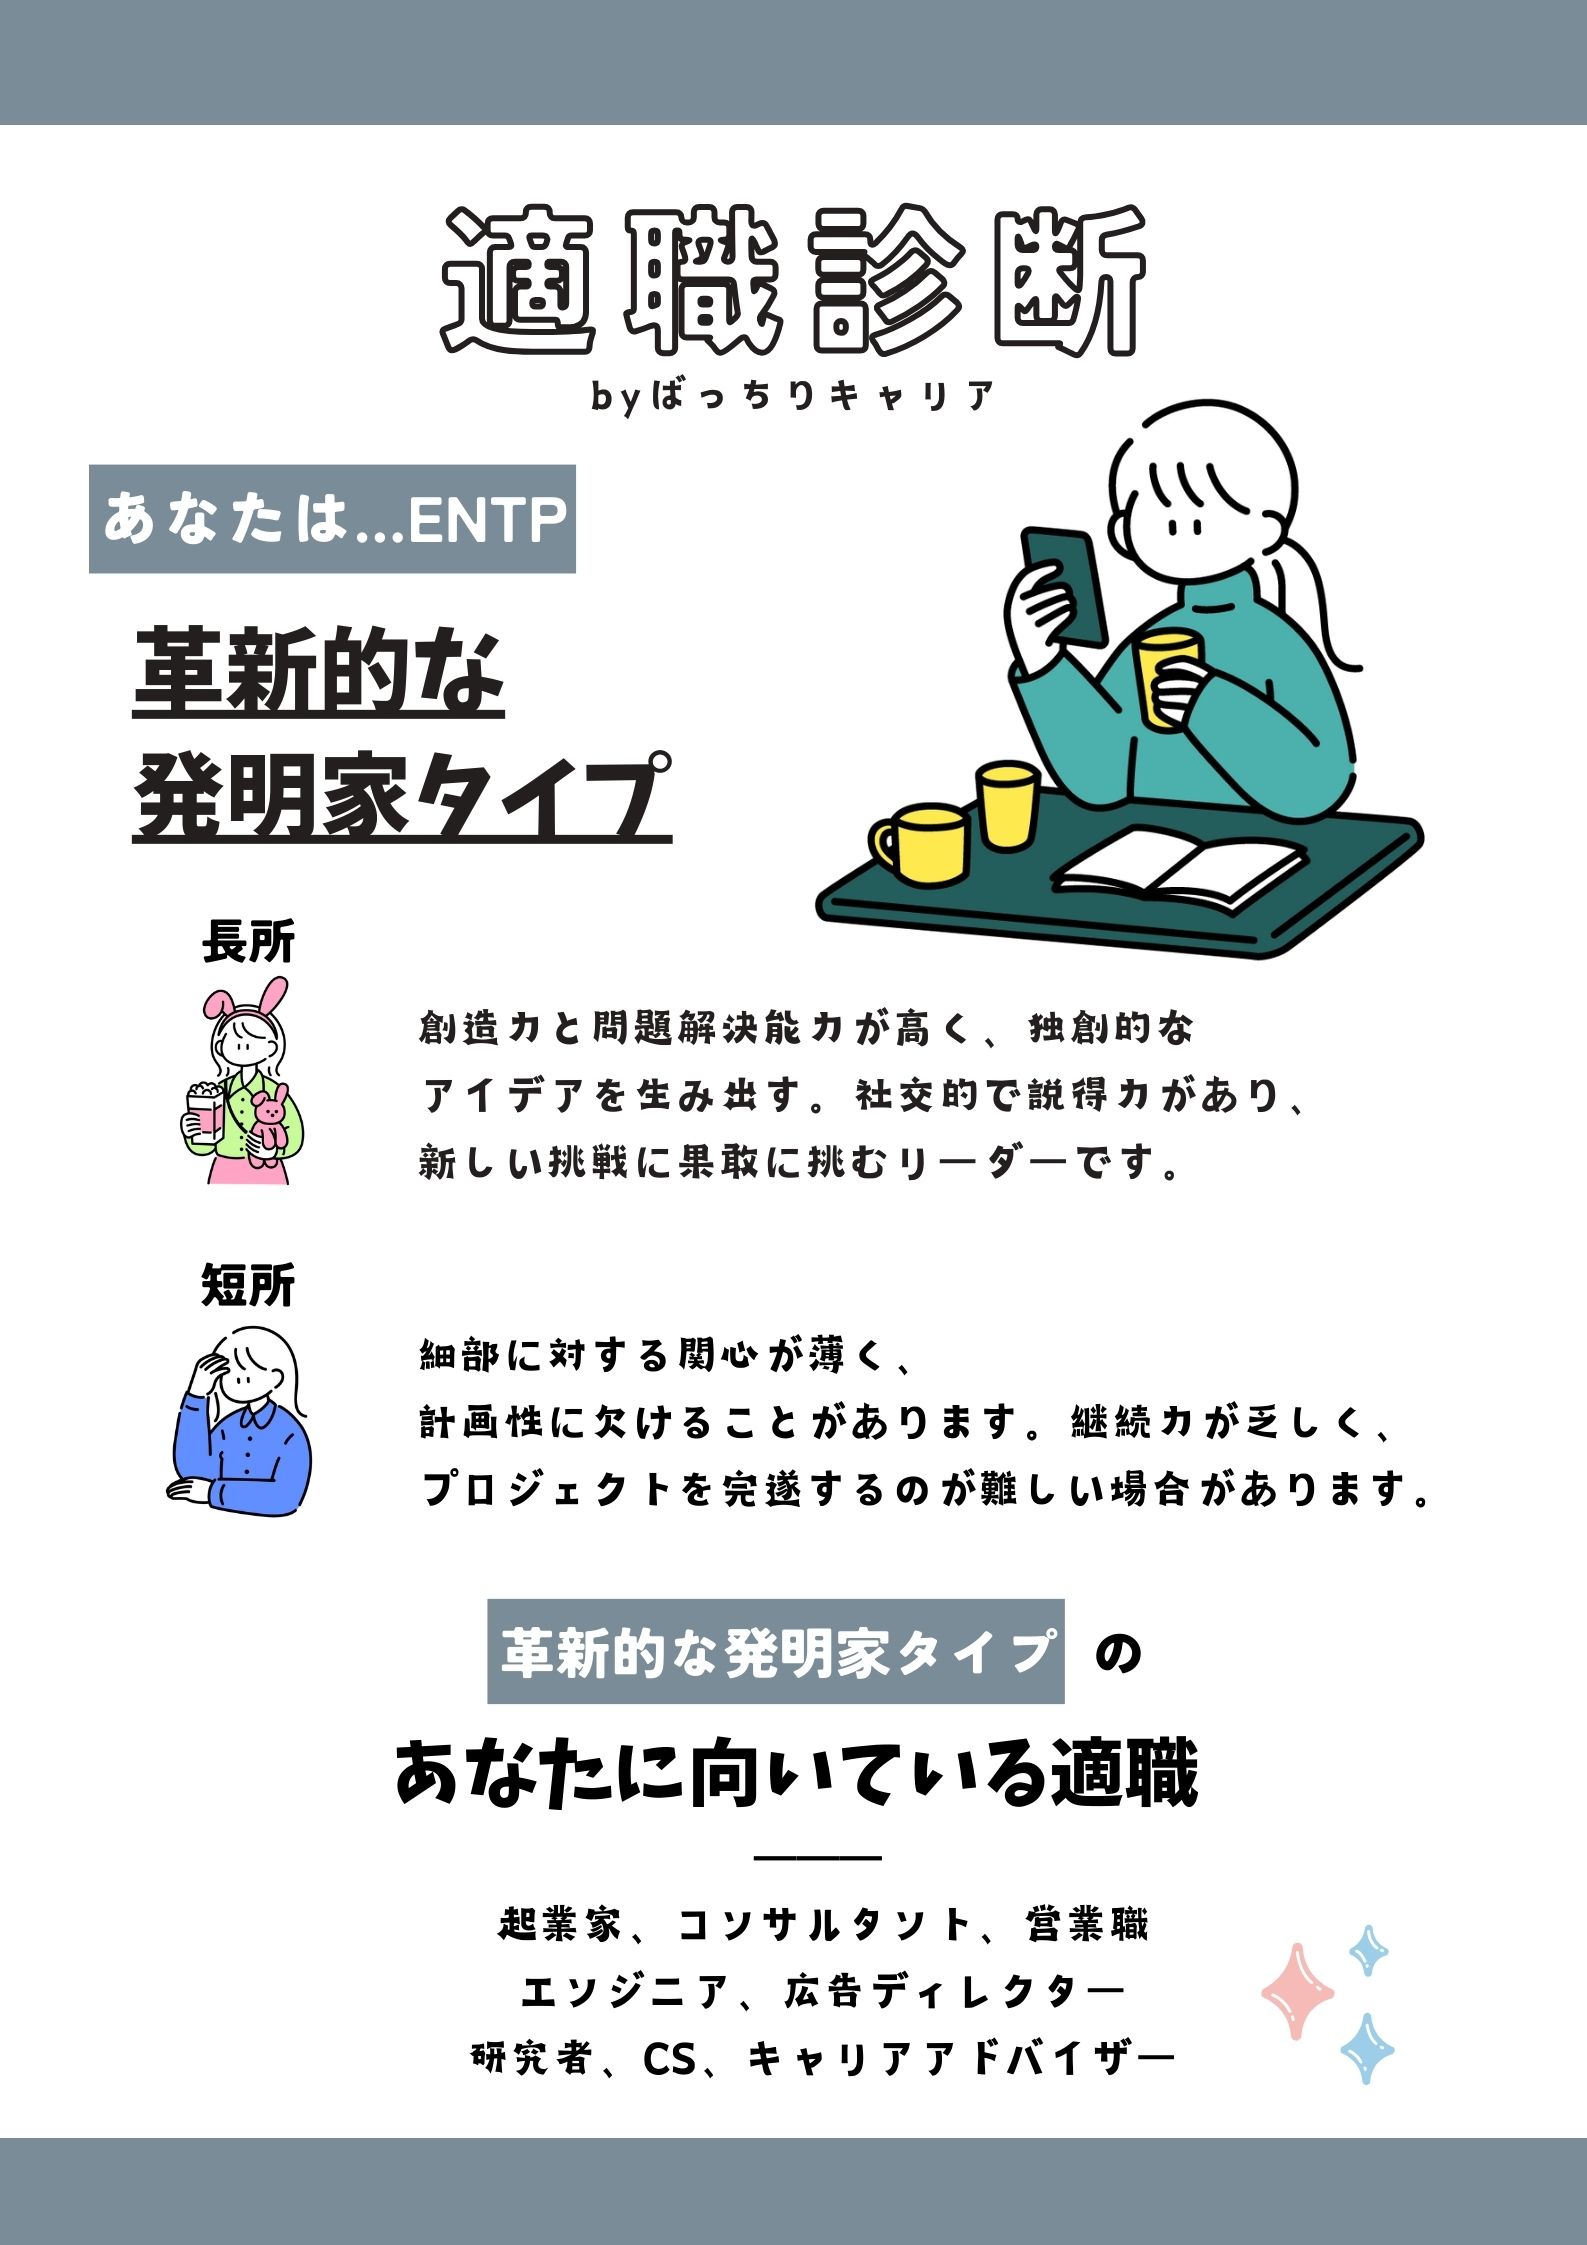 適職診断
byばっちりキャリア
あなたは...ENTP
革新的な
発明家タイプ
長所
創造力と問題解決能力が高く、独創的な
アイデアを生み出す。社交的で説得力があり、
新しい挑戦に果敢に挑むリーダーです。
短所
細部に対する関心が薄く、
計画性に欠けることがあります。継続力が乏しく、
プロジェクトを完遂するのが難しい場合があります。
革新的な発明家タイプ の
あなたに向いている適職
起業家、コンサルタント、営業職
エンジニア、広告ディレクター
研究者、CS、キャリアアドバイザー